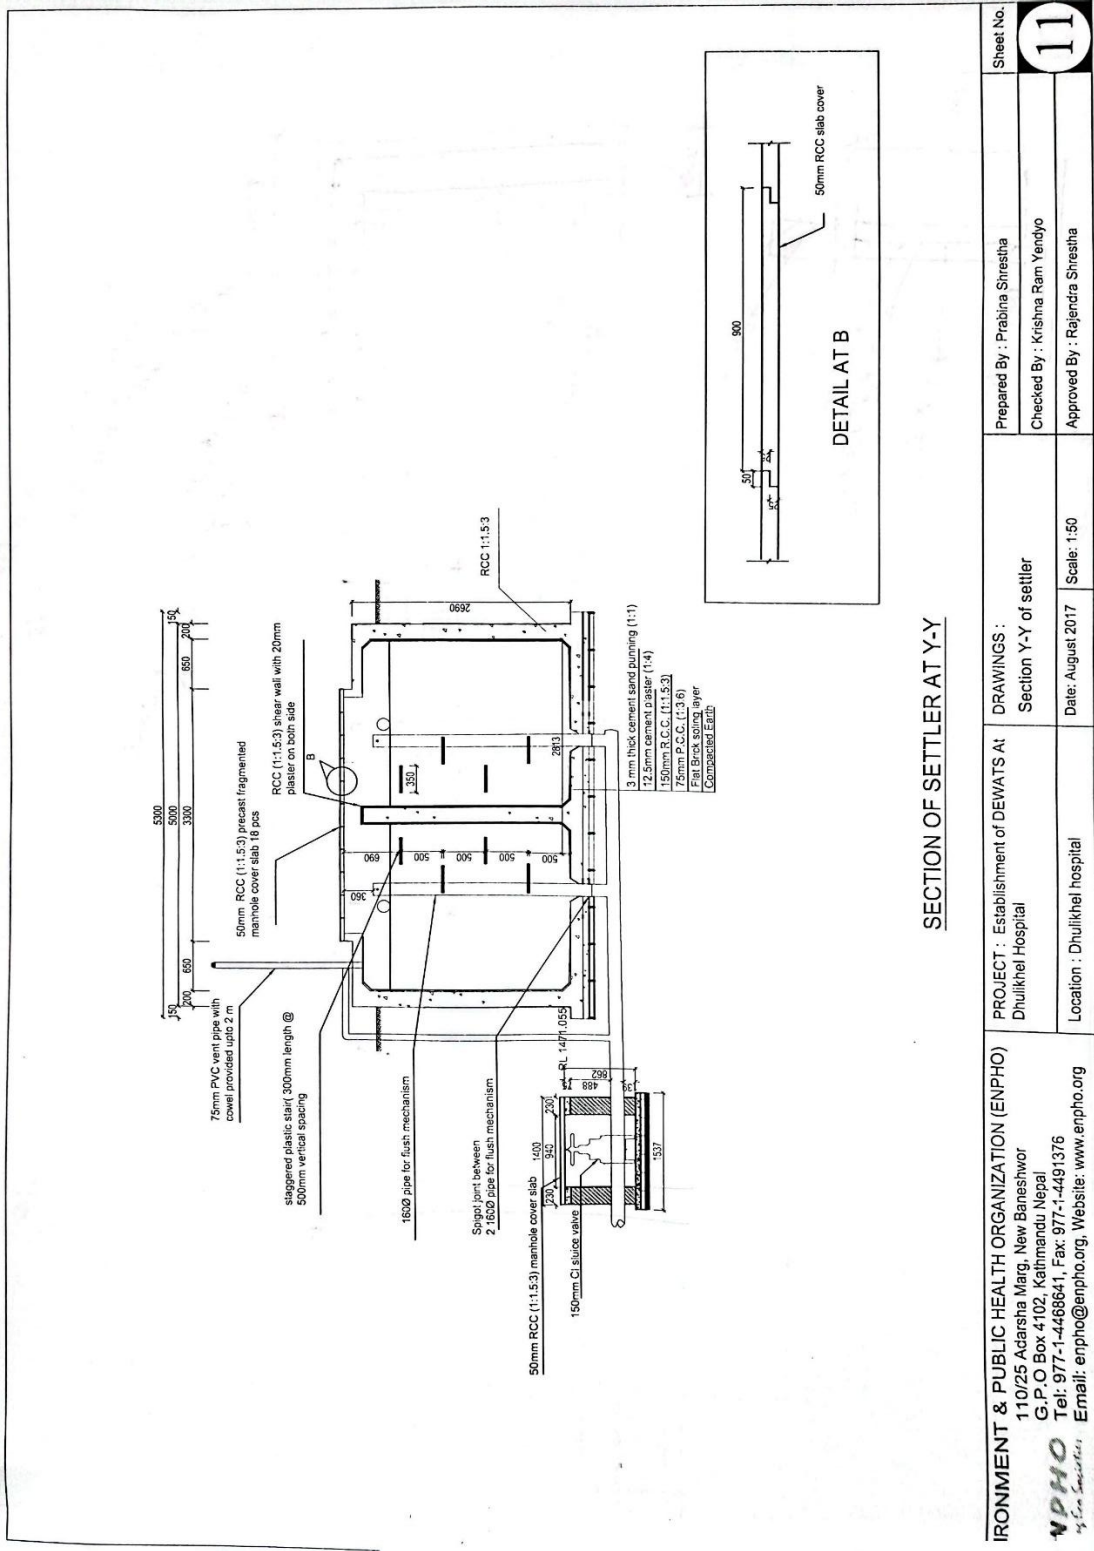 5300
5000
3300
150
200
650
650
200
150
75mm PVC vent pipe with
cowel provided upto 2 m
50mm RCC (1:1.5:3) precast fragmented
manhole cover slab 18 pcs
RCC (1:1.5:3) shear wall with 20mm
plaster on both side
B
staggered plastic stair( 300mm length @
500mm vertical spacing
360
690
500
500
500
500
350
2690
2813
RCC 1:1.5:3
160Ø pipe for flush mechanism
Spigot joint between
2 160Ø pipe for flush mechanism
50mm RCC (1:1.5:3) manhole cover slab
150mm CI sluice valve
1400
230
940
230
RL 1471.055
488
862
1537
3 mm thick cement sand punning (1:1)
12.5mm cement plaster (1:4)
150mm R.C.C. (1:1.5:3)
75mm P.C.C. (1:3:6)
Flat Brick soling layer
Compacted Earth
900
50
50mm RCC slab cover
DETAIL AT B
SECTION OF SETTLER AT Y-Y
IRONMENT & PUBLIC HEALTH ORGANIZATION (ENPHO)
110/25 Adarsha Marg, New Baneshwor
G.P.O Box 4102, Kathmandu Nepal
Tel: 977-1-4468641, Fax: 977-1-4491376
Email: enpho@enpho.org, Website: www.enpho.org
NPHO
PROJECT : Establishment of DEWATS At
Dhulikhel Hospital
Location : Dhulikhel hospital
DRAWINGS :
Section Y-Y of settler
Date: August 2017
Scale: 1:50
Prepared By : Prabina Shrestha
Checked By : Krishna Ram Yendyo
Approved By : Rajendra Shrestha
Sheet No.
11